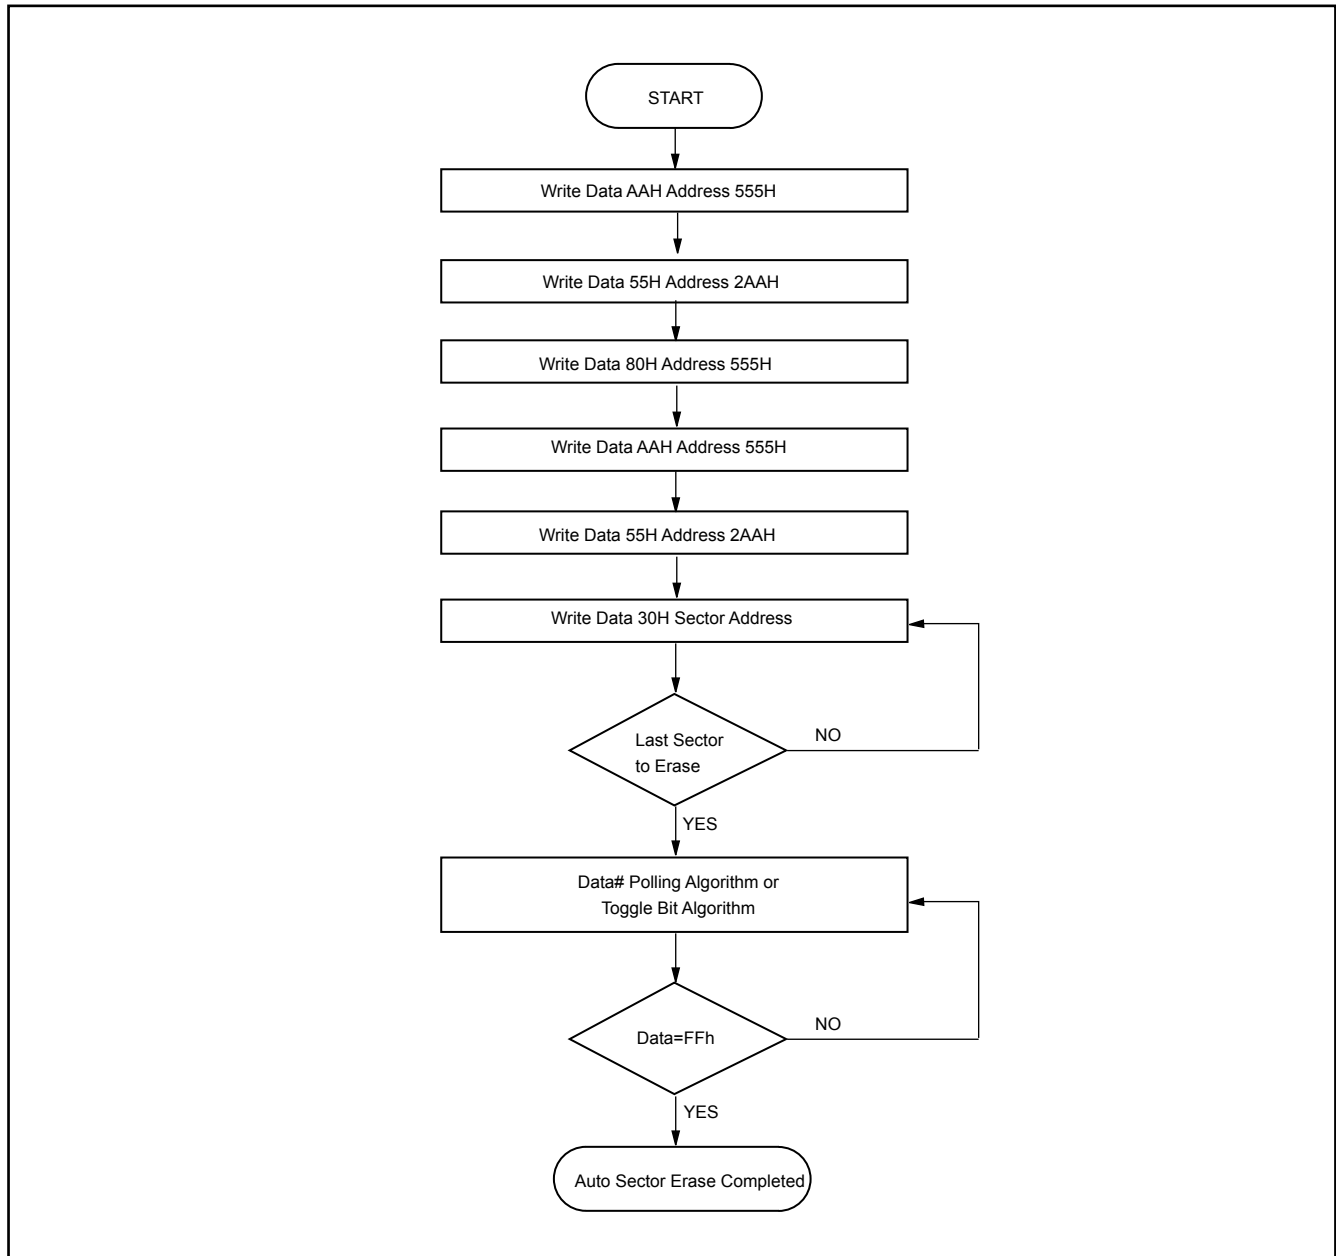 START
Write Data AAH Address 555H
Write Data 55H Address 2AAH
Write Data 80H Address 555H
Write Data AAH Address 555H
Write Data 55H Address 2AAH
Write Data 30H Sector Address
Last Sector
to Erase
NO
YES
Data# Polling Algorithm or
Toggle Bit Algorithm
Data=FFh
NO
YES
Auto Sector Erase Completed